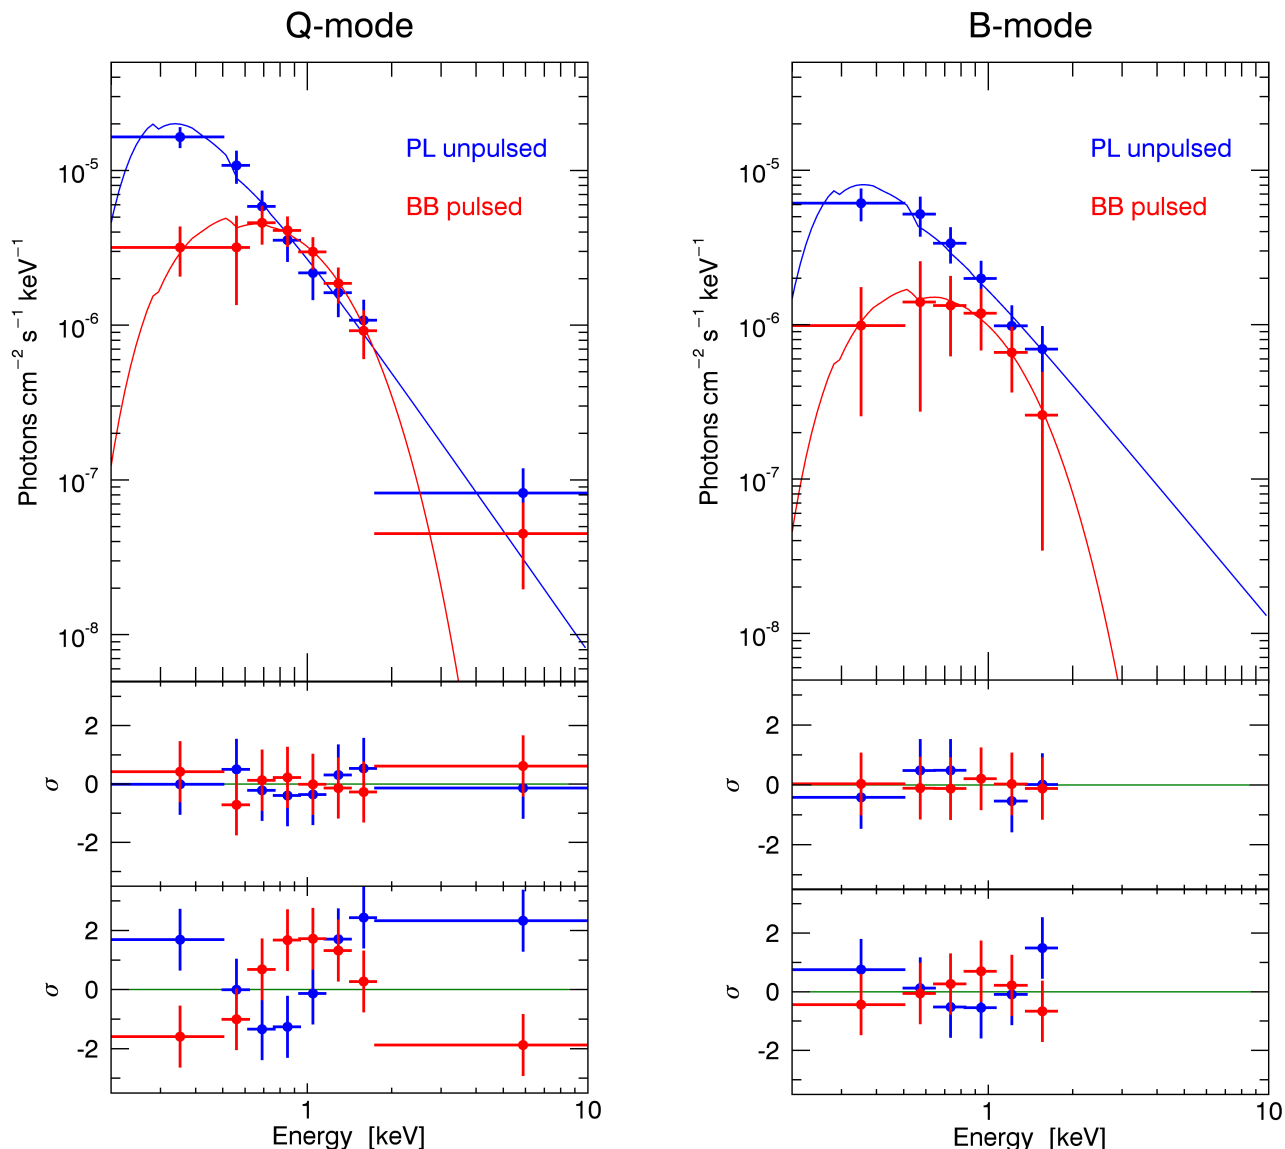 Q-mode
B-mode
PL unpulsed
BB pulsed
10⁻⁵
10⁻⁶
10⁻⁷
10⁻⁸
Photons cm⁻² s⁻¹ keV⁻¹
2
0
-2
σ
2
0
-2
σ
1
10
Energy [keV]
PL unpulsed
BB pulsed
10⁻⁵
10⁻⁶
10⁻⁷
10⁻⁸
Photons cm⁻² s⁻¹ keV⁻¹
2
0
-2
σ
2
0
-2
σ
1
10
Energy [keV]